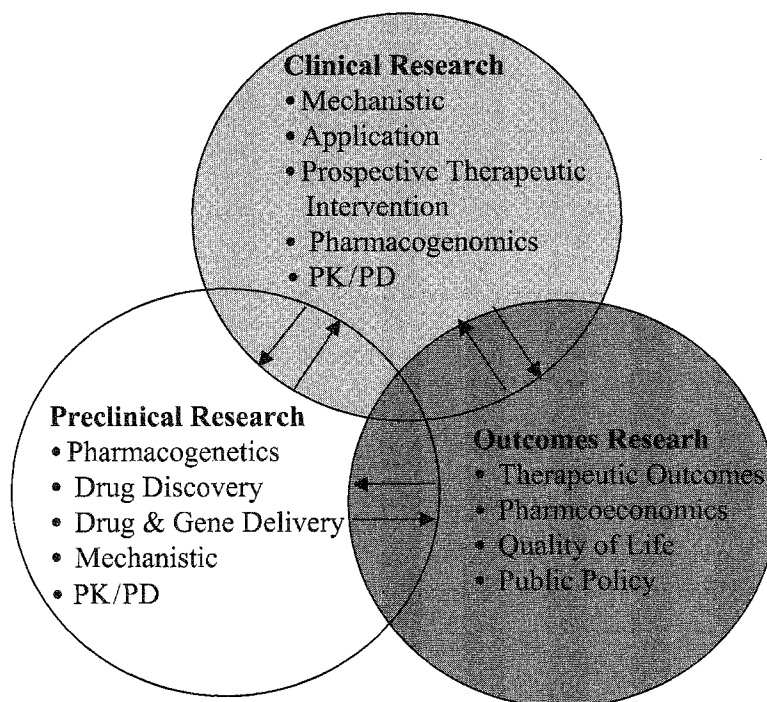 Clinical Research
• Mechanistic
• Application
• Prospective Therapeutic
Intervention
• Pharmacogenomics
• PK/PD
Preclinical Research
• Pharmacogenetics
• Drug Discovery
• Drug & Gene Delivery
• Mechanistic
• PK/PD
Outcomes Researh
• Therapeutic Outcomes
• Pharmcoeconomics
• Quality of Life
• Public Policy